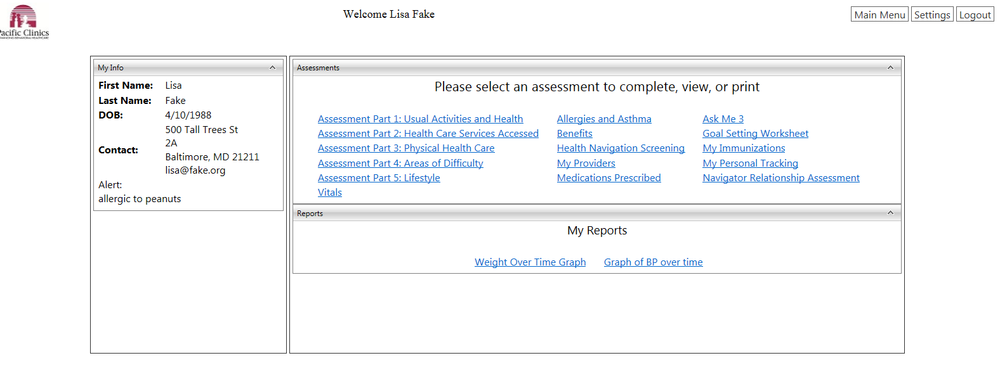 Pacific Clinics
ADVANCING BEHAVIORAL HEALTHCARE
Welcome Lisa Fake
Main Menu Settings Logout
My Info
First Name: Lisa
Last Name: Fake
DOB: 4/10/1988
Contact: 500 Tall Trees St
2A
Baltimore, MD 21211
lisa@fake.org
Alert:
allergic to peanuts
Assessments
Please select an assessment to complete, view, or print
Assessment Part 1: Usual Activities and Health
Assessment Part 2: Health Care Services Accessed
Assessment Part 3: Physical Health Care
Assessment Part 4: Areas of Difficulty
Assessment Part 5: Lifestyle
Vitals
Allergies and Asthma
Benefits
Health Navigation Screening
My Providers
Medications Prescribed
Ask Me 3
Goal Setting Worksheet
My Immunizations
My Personal Tracking
Navigator Relationship Assessment
Reports
My Reports
Weight Over Time Graph
Graph of BP over time